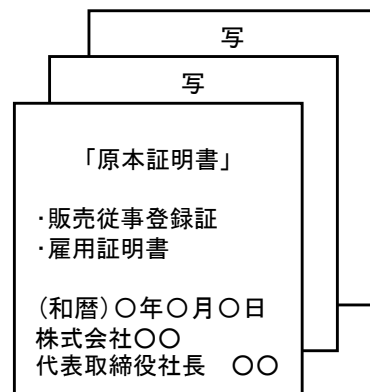 写
写
「原本証明書」
・販売従事登録証
・雇用証明書
(和暦)〇年〇月〇日
株式会社〇〇
代表取締役社長　〇〇